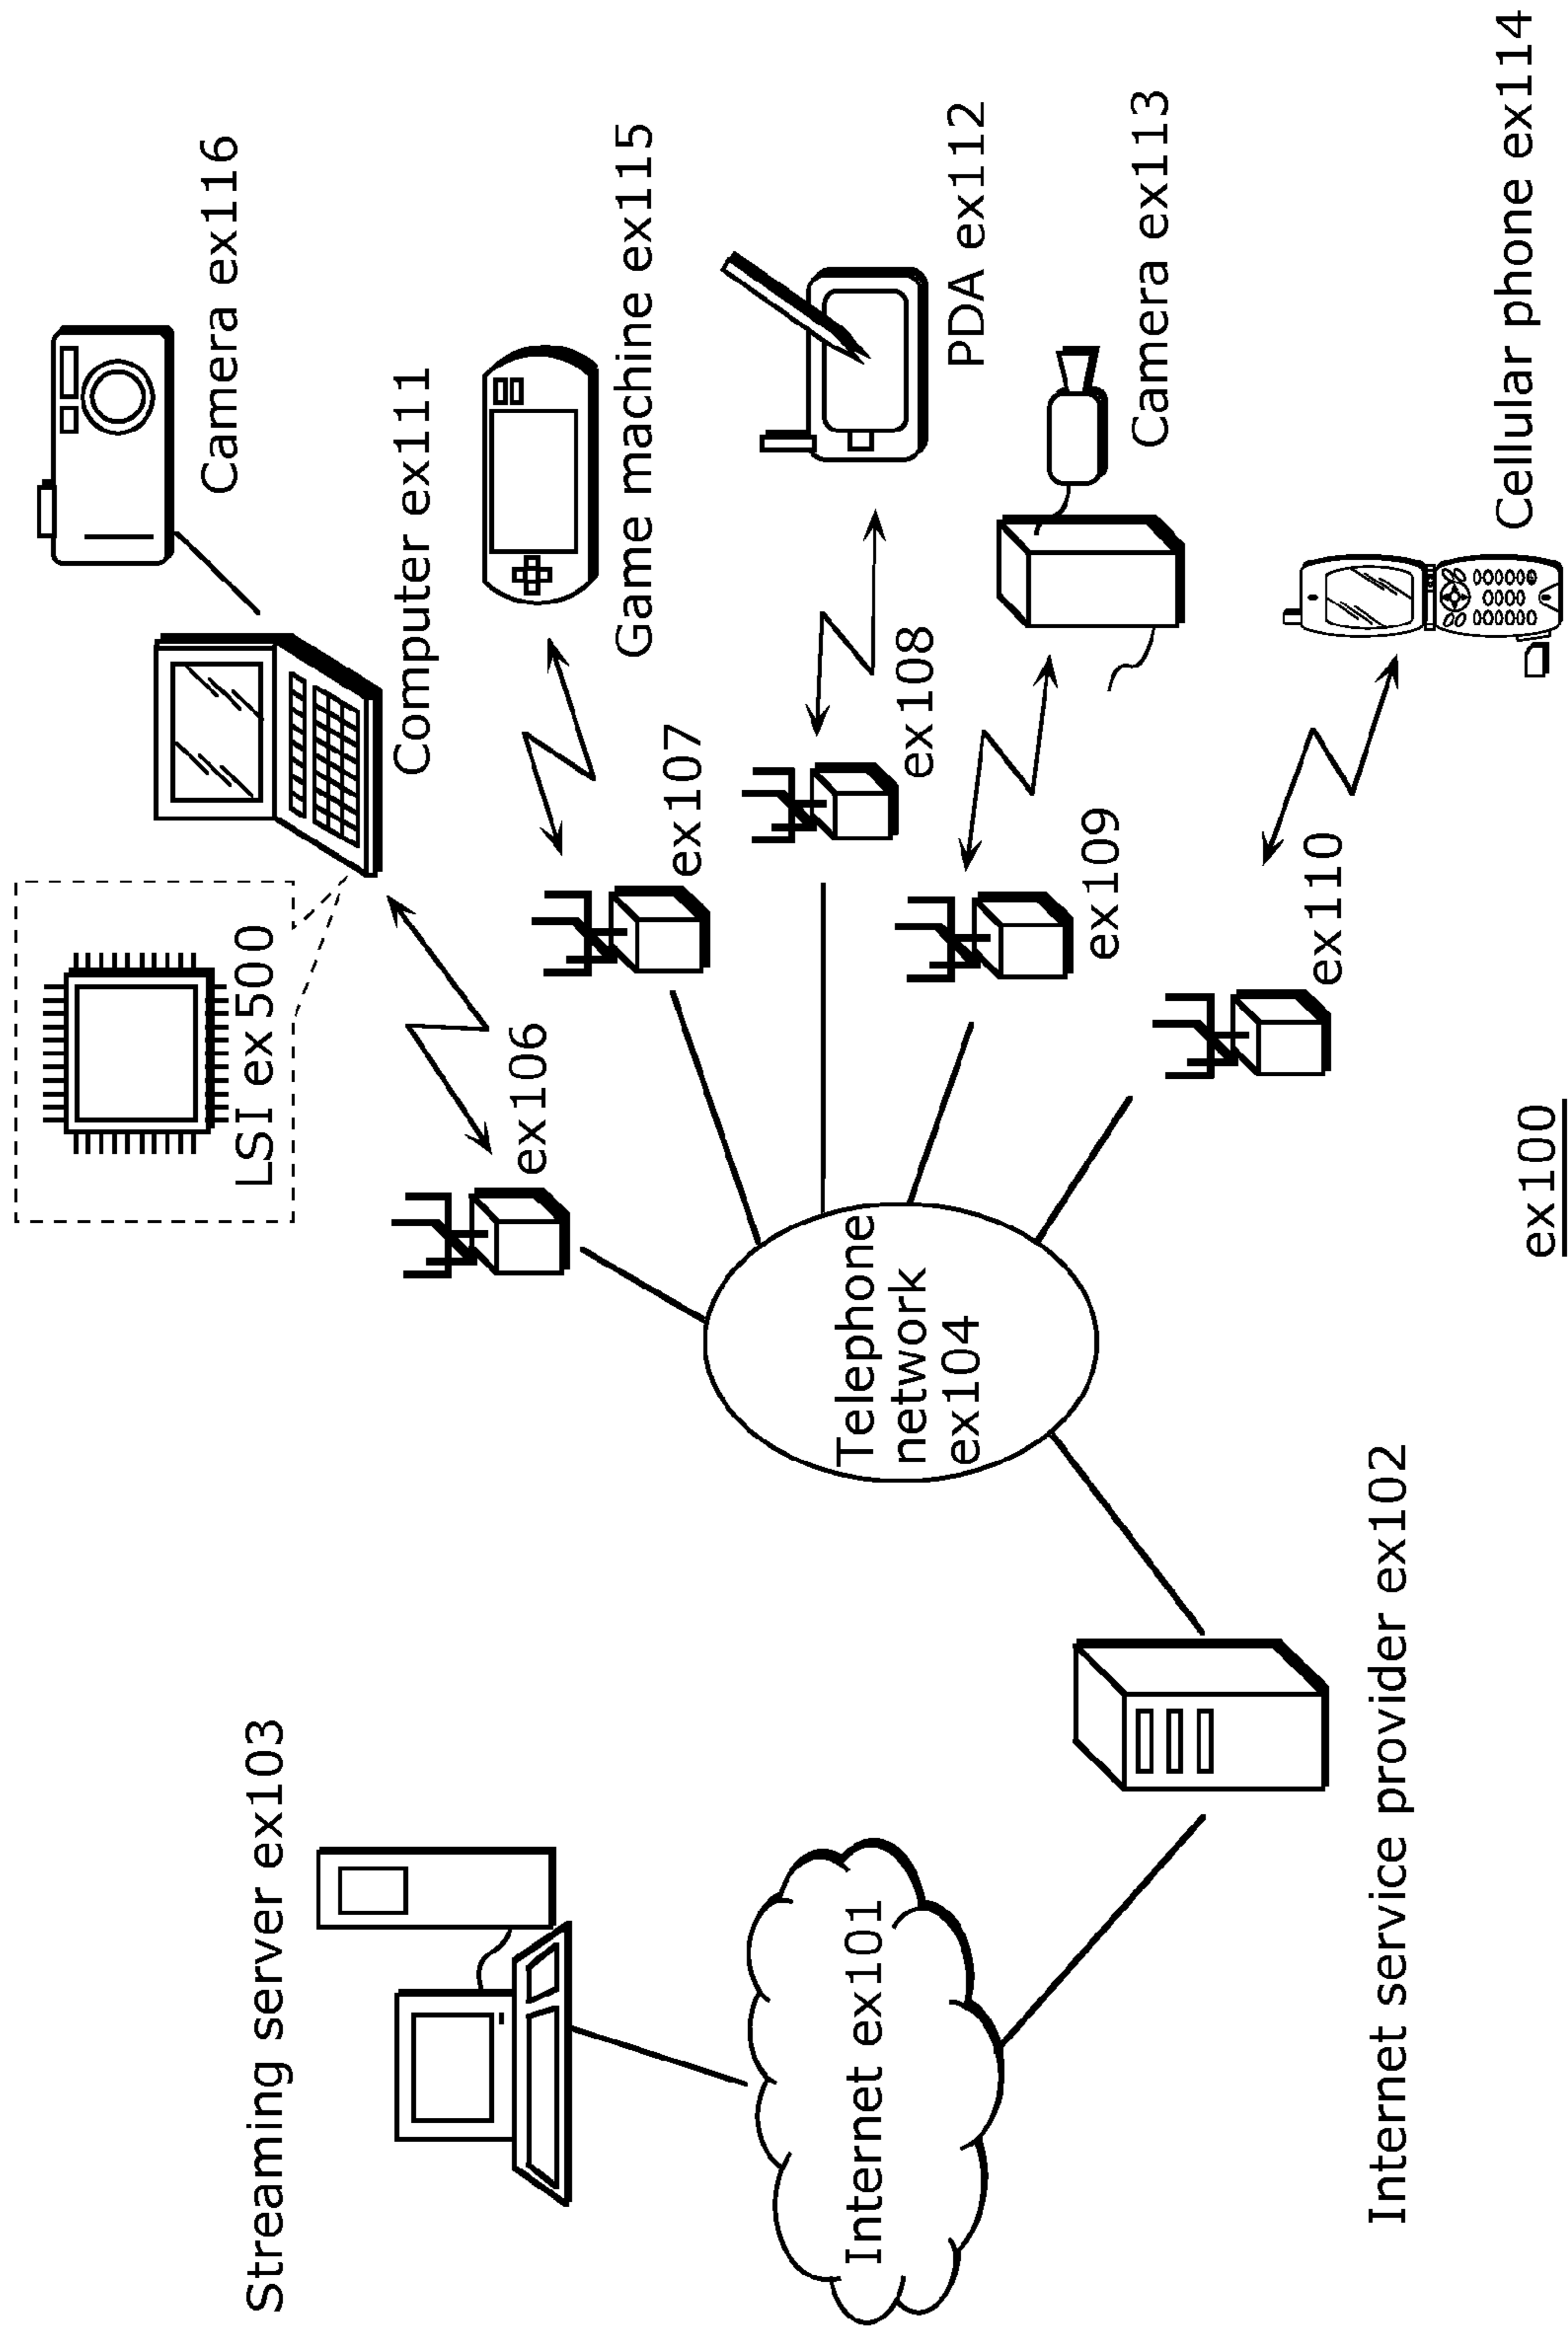 Streaming server ex103
Internet ex101
Internet service provider ex102
Telephone
network
ex104
LSI ex500
ex106
ex107
ex108
ex109
ex110
Camera ex116
Computer ex111
Game machine ex115
PDA ex112
Camera ex113
Cellular phone ex114
ex100